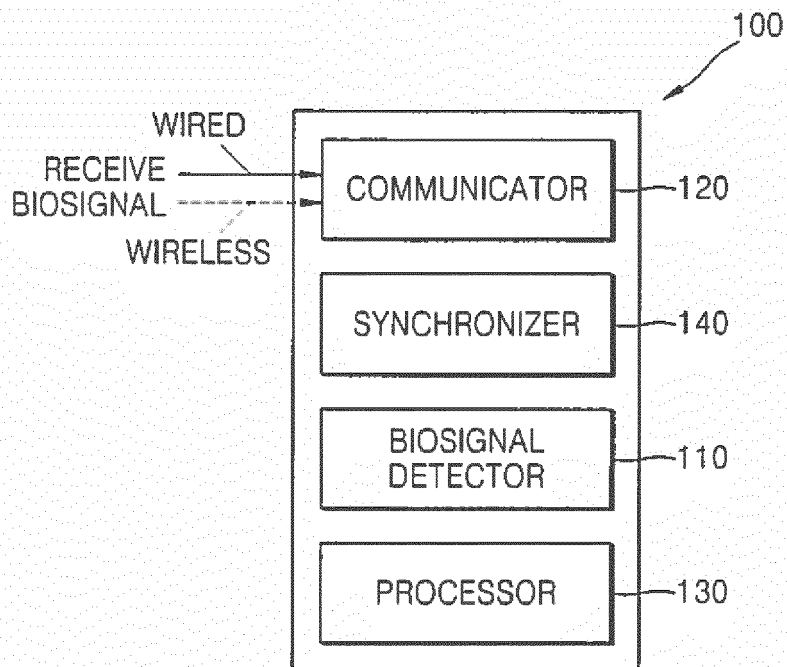 100
WIRED
RECEIVE
BIOSIGNAL
WIRELESS
COMMUNICATOR
120
SYNCHRONIZER
140
BIOSIGNAL
DETECTOR
110
PROCESSOR
130